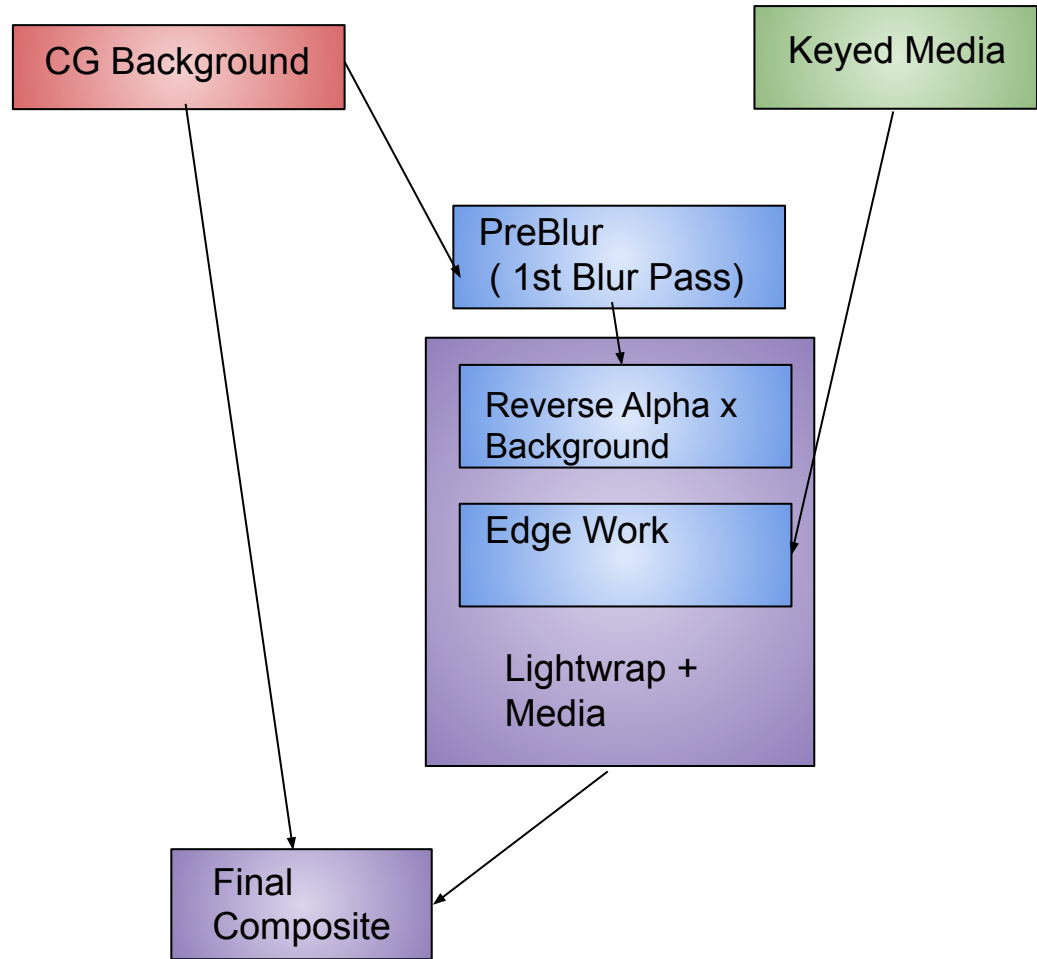 CG Background
Keyed Media
PreBlur
( 1st Blur Pass)
Reverse Alpha x
Background
Edge Work
Lightwrap +
Media
Final
Composite